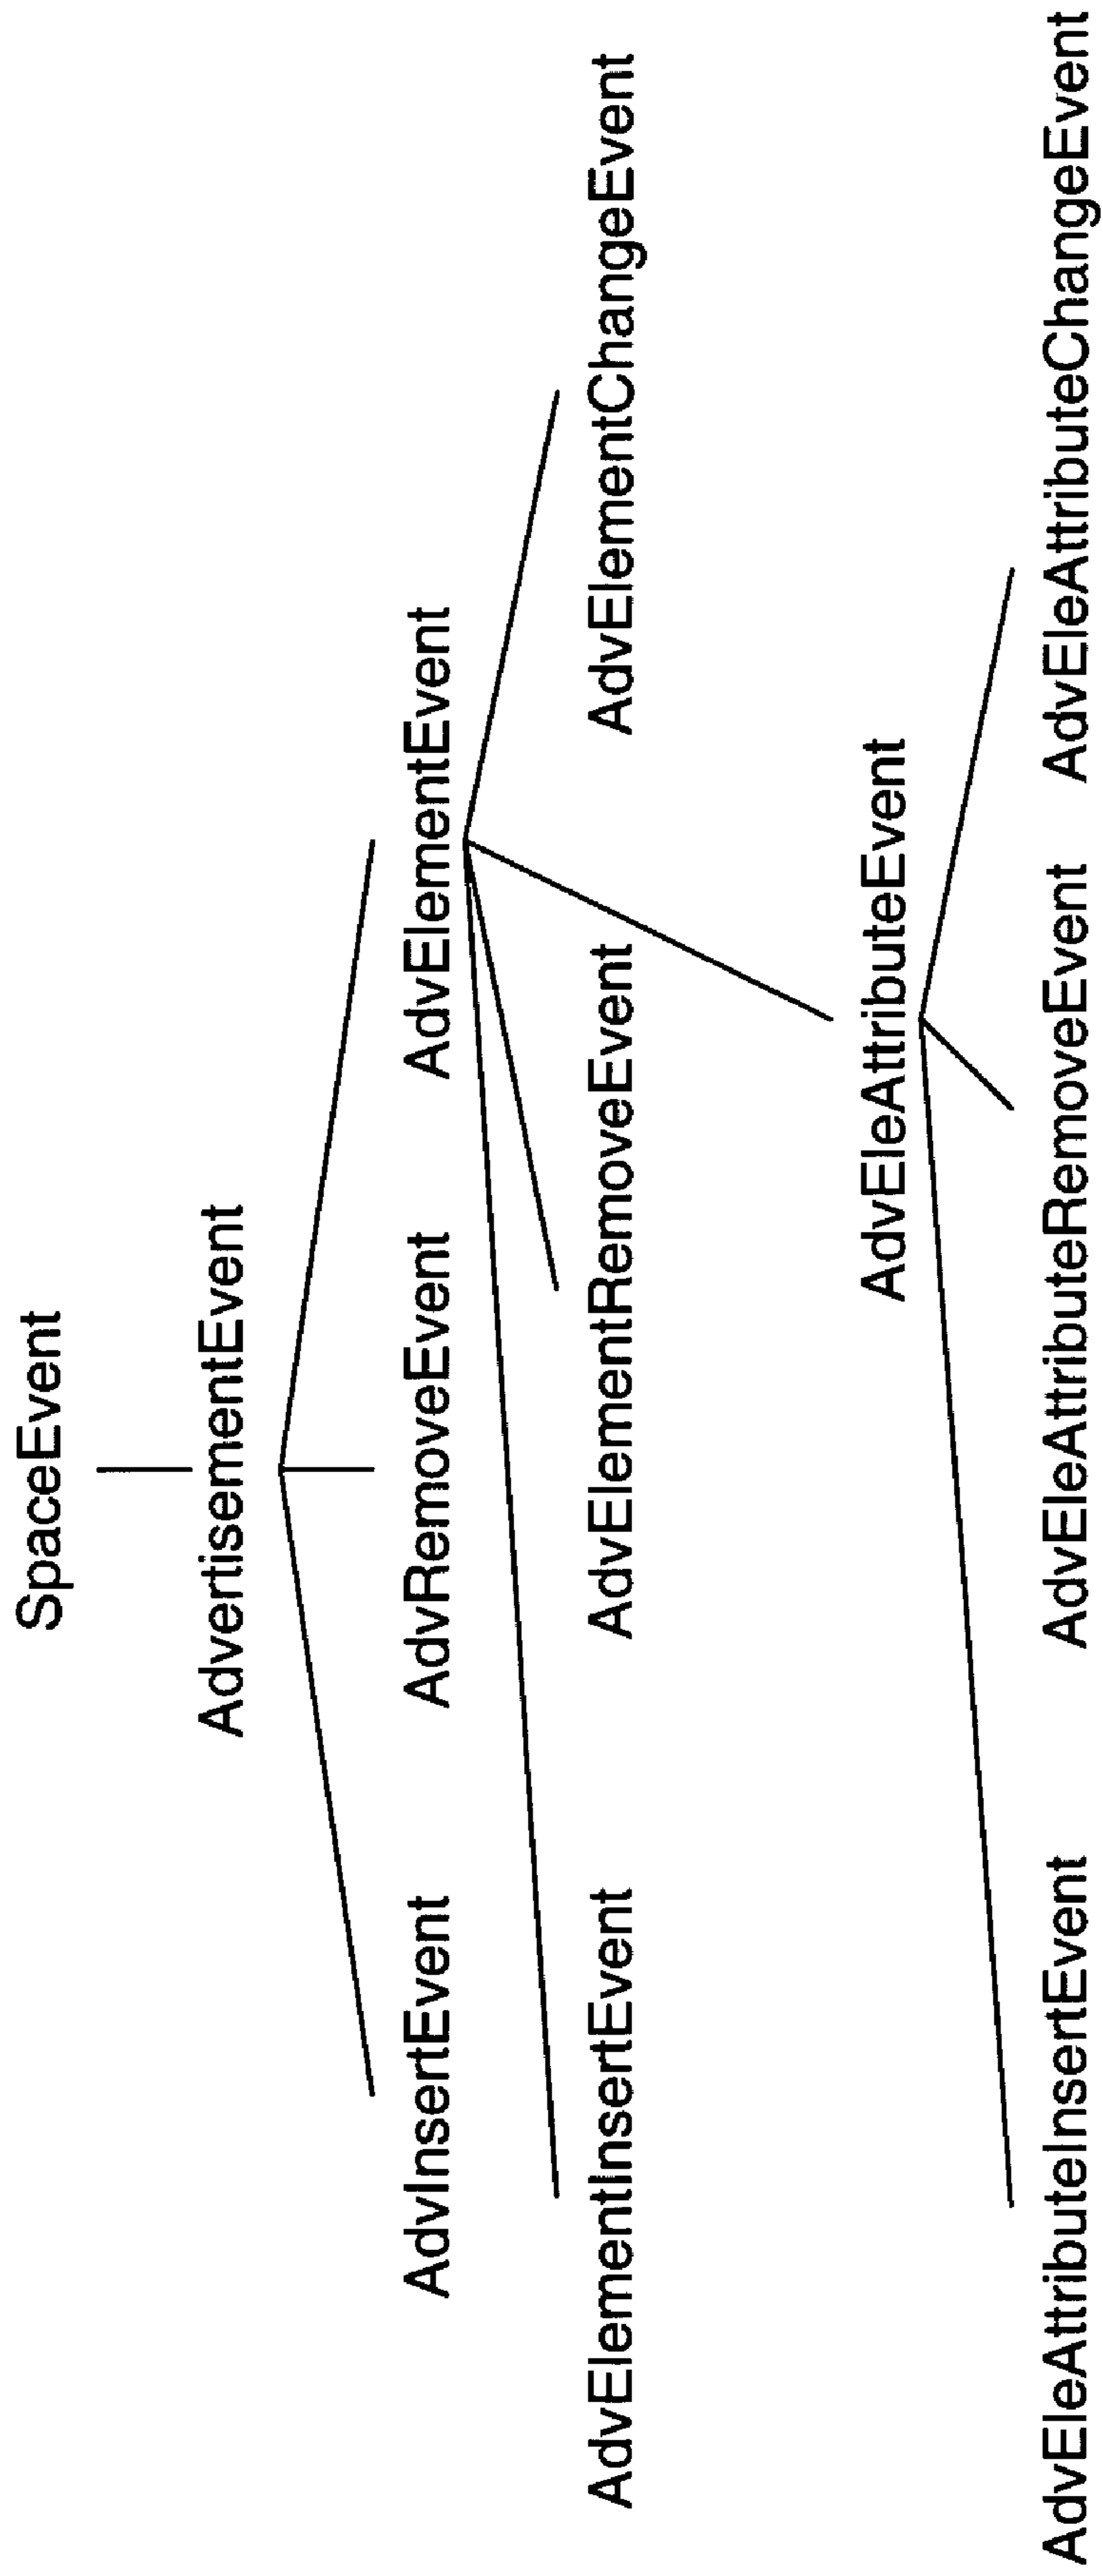 SpaceEvent
AdvertisementEvent
AdvInsertEvent AdvRemoveEvent AdvElementEvent
AdvElementInsertEvent AdvElementRemoveEvent AdvElementChangeEvent
AdvEleAttributeEvent
AdvEleAttributeInsertEvent AdvEleAttributeRemoveEvent AdvEleAttributeChangeEvent